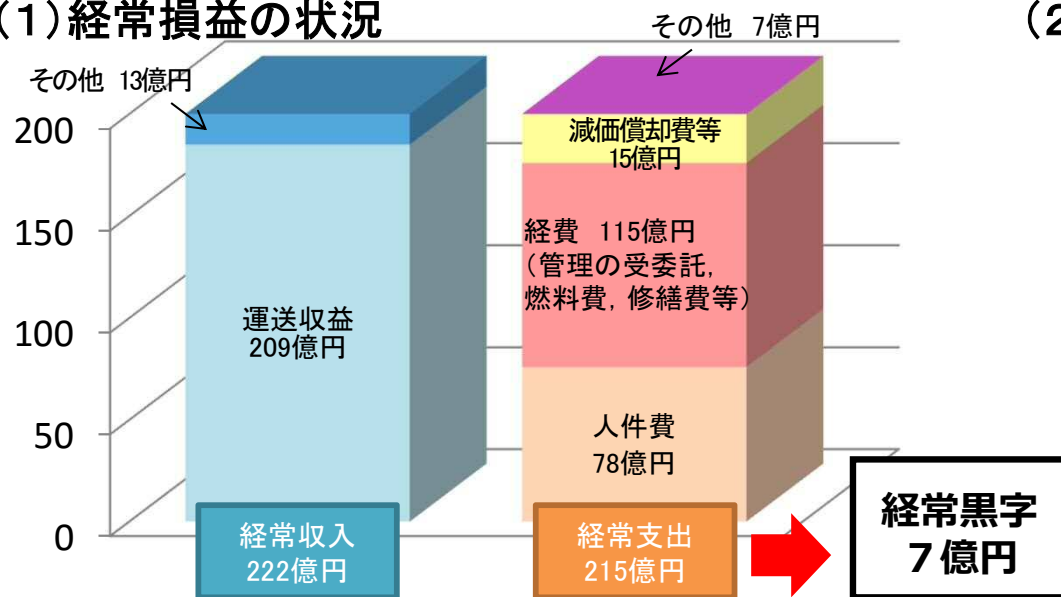 (1)経常損益の状況
(2
その他 7億円
その他 13億円
200
150
100
50
0
運送収益
209億円
減価償却費等
15億円
経費 115億円
(管理の受委託,
燃料費, 修繕費等)
人件費
78億円
経常収入
222億円
経常支出
215億円
経常黒字
7億円